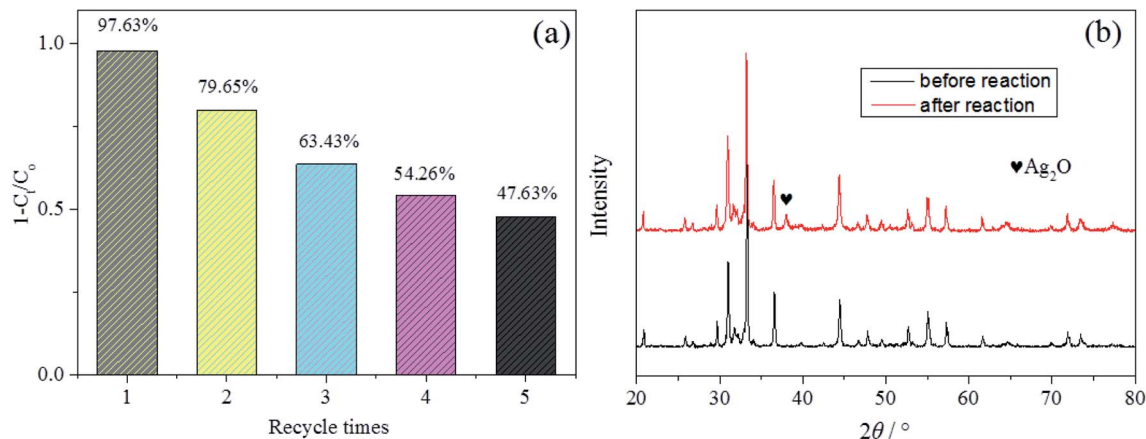 (a)
97.63%
79.65%
63.43%
54.26%
47.63%
1.0
0.5
0.0
1-Cₜ/Cₒ
1 2 3 4 5
Recycle times
(b)
before reaction
after reaction
♥Ag₂O
♥
Intensity
20 30 40 50 60 70 80
2θ / °